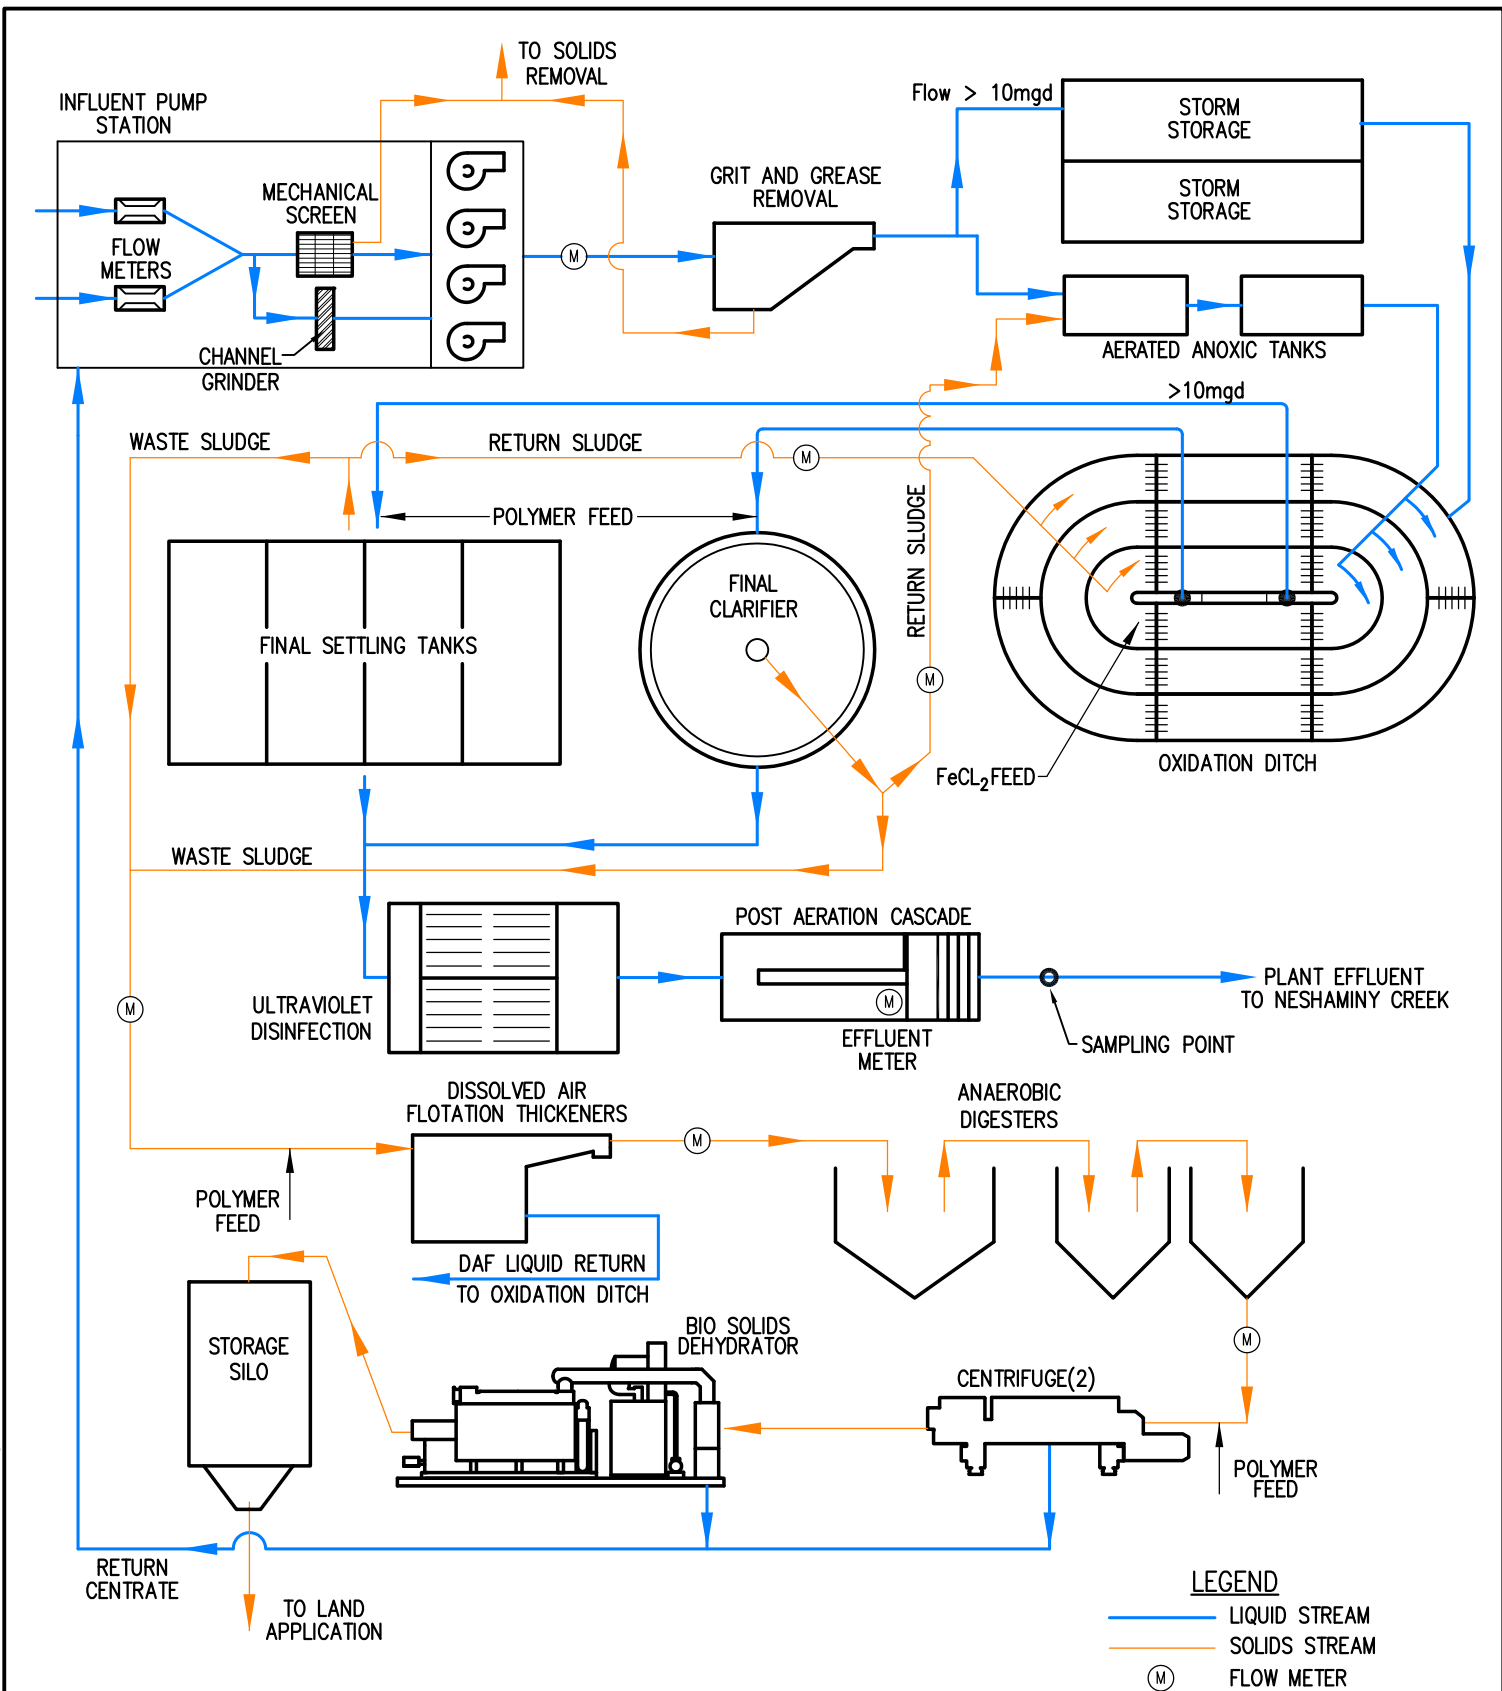 TO SOLIDS
REMOVAL
INFLUENT PUMP
STATION
Flow > 10mgd
STORM
STORAGE
STORM
STORAGE
MECHANICAL
SCREEN
GRIT AND GREASE
REMOVAL
FLOW
METERS
M
CHANNEL
GRINDER
AERATED ANOXIC TANKS
>10mgd
WASTE SLUDGE
RETURN SLUDGE
M
POLYMER FEED
RETURN SLUDGE
FINAL
CLARIFIER
FINAL SETTLING TANKS
M
OXIDATION DITCH
FeCL2FEED
WASTE SLUDGE
POST AERATION CASCADE
PLANT EFFLUENT
TO NESHAMINY CREEK
M
ULTRAVIOLET
DISINFECTION
M
EFFLUENT
METER
SAMPLING POINT
DISSOLVED AIR
FLOTATION THICKENERS
ANAEROBIC
DIGESTERS
M
POLYMER
FEED
DAF LIQUID RETURN
TO OXIDATION DITCH
STORAGE
SILO
BIO SOLIDS
DEHYDRATOR
M
CENTRIFUGE(2)
POLYMER
FEED
RETURN
CENTRATE
TO LAND
APPLICATION
LEGEND
LIQUID STREAM
SOLIDS STREAM
M FLOW METER